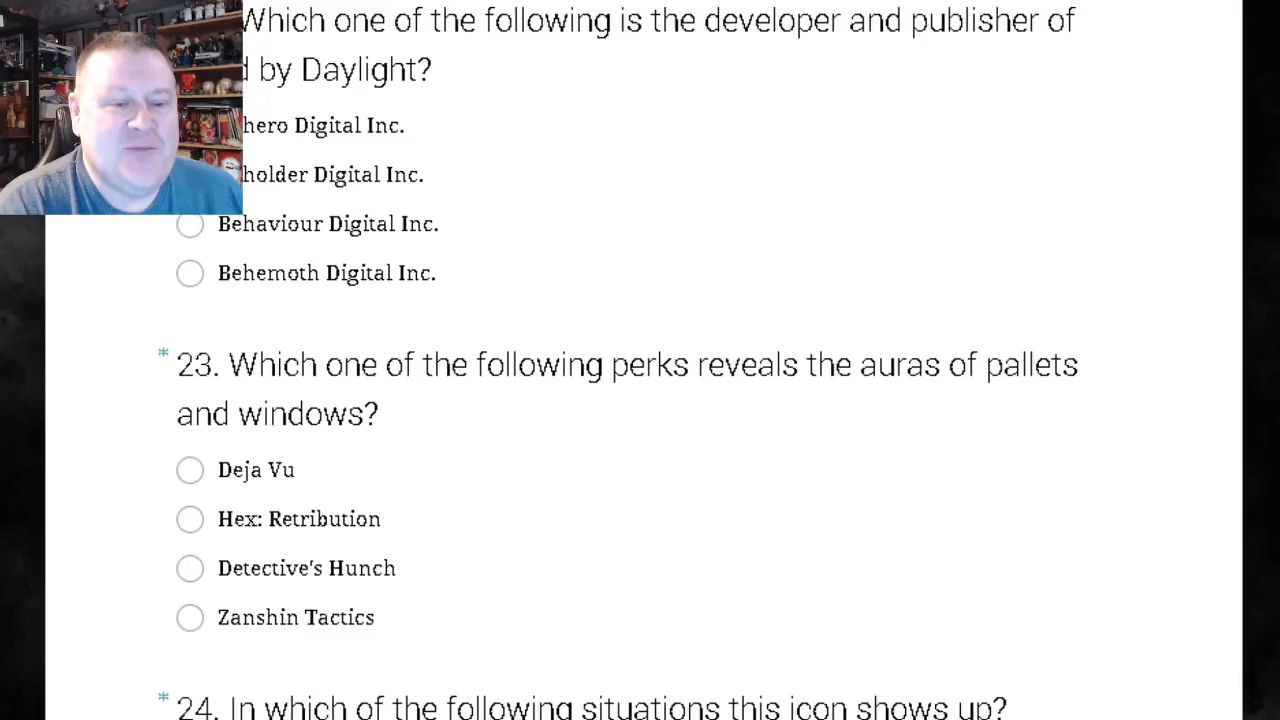 Which one of the following is the developer and publisher of
by Daylight?
Digital Inc.
Digital Inc.
Behaviour Digital Inc.
Behemoth Digital Inc.
* 23. Which one of the following perks reveals the auras of pallets
and windows?
Deja Vu
Hex: Retribution
Detective's Hunch
Zanshin Tactics
* 24. In which of the following situations this icon shows up?